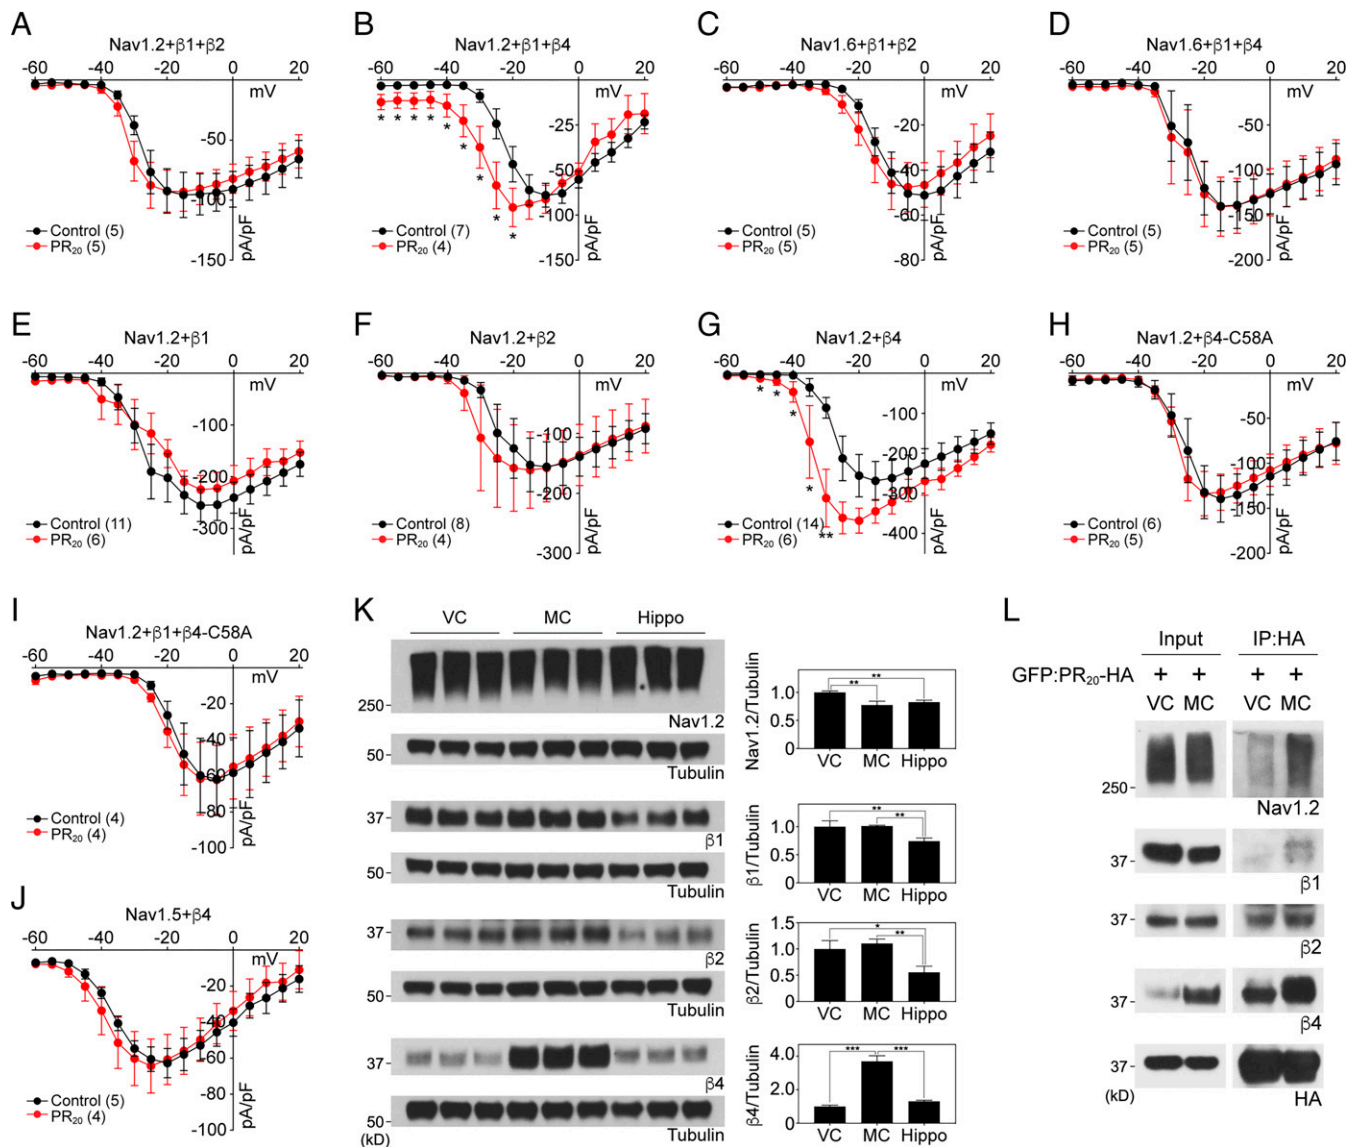 A
Nav1.2+β1+β2
-60 -40 -20 0 20
mV
-50
-100
-150
pA/pF
Control (5)
PR20 (5)
B
Nav1.2+β1+β4
-60 -50 -40 -30 -20 -10 0 10 20
mV
-25
-50
-100
-150
pA/pF
* * * * * * * * * *
Control (7)
PR20 (4)
C
Nav1.6+β1+β2
-60 -40 -20 0 20
mV
-20
-40
-60
-80
pA/pF
Control (5)
PR20 (5)
D
Nav1.6+β1+β4
-60 -40 -20 0 20
mV
-50
-100
-150
-200
pA/pF
Control (5)
PR20 (5)
E
Nav1.2+β1
-60 -40 -20 0 20
mV
-100
-200
-300
pA/pF
Control (11)
PR20 (6)
F
Nav1.2+β2
-60 -40 -20 0 20
mV
-100
-200
-300
pA/pF
Control (8)
PR20 (4)
G
Nav1.2+β4
-60 -40 -20 0 20
mV
-100
-200
-300
-400
pA/pF
* * * * **
Control (14)
PR20 (6)
H
Nav1.2+β4-C58A
-60 -40 -20 0 20
mV
-50
-100
-150
-200
pA/pF
Control (6)
PR20 (5)
I
Nav1.2+β1+β4-C58A
-60 -40 -20 0 20
mV
-20
-40
-60
-80
-100
pA/pF
Control (4)
PR20 (4)
J
Nav1.5+β4
-60 -40 -20 0 20
mV
-20
-40
-60
-80
-100
pA/pF
Control (5)
PR20 (4)
K
VC MC Hippo
250
Nav1.2
50
Tubulin
37
β1
50
Tubulin
37
β2
50
Tubulin
37
β4
50
(kD)
Tubulin
Nav1.2/Tubulin
1.0
0.5
0
** **
VC MC Hippo
β1/Tubulin
1.0
0.5
0
** **
VC MC Hippo
β2/Tubulin
1.5
1.0
0.5
0
* **
VC MC Hippo
β4/Tubulin
4.0
2.0
0
*** ***
VC MC Hippo
L
Input IP:HA
GFP:PR20-HA + + + +
VC MC VC MC
250
Nav1.2
37
β1
37
β2
37
β4
37
(kD)
HA